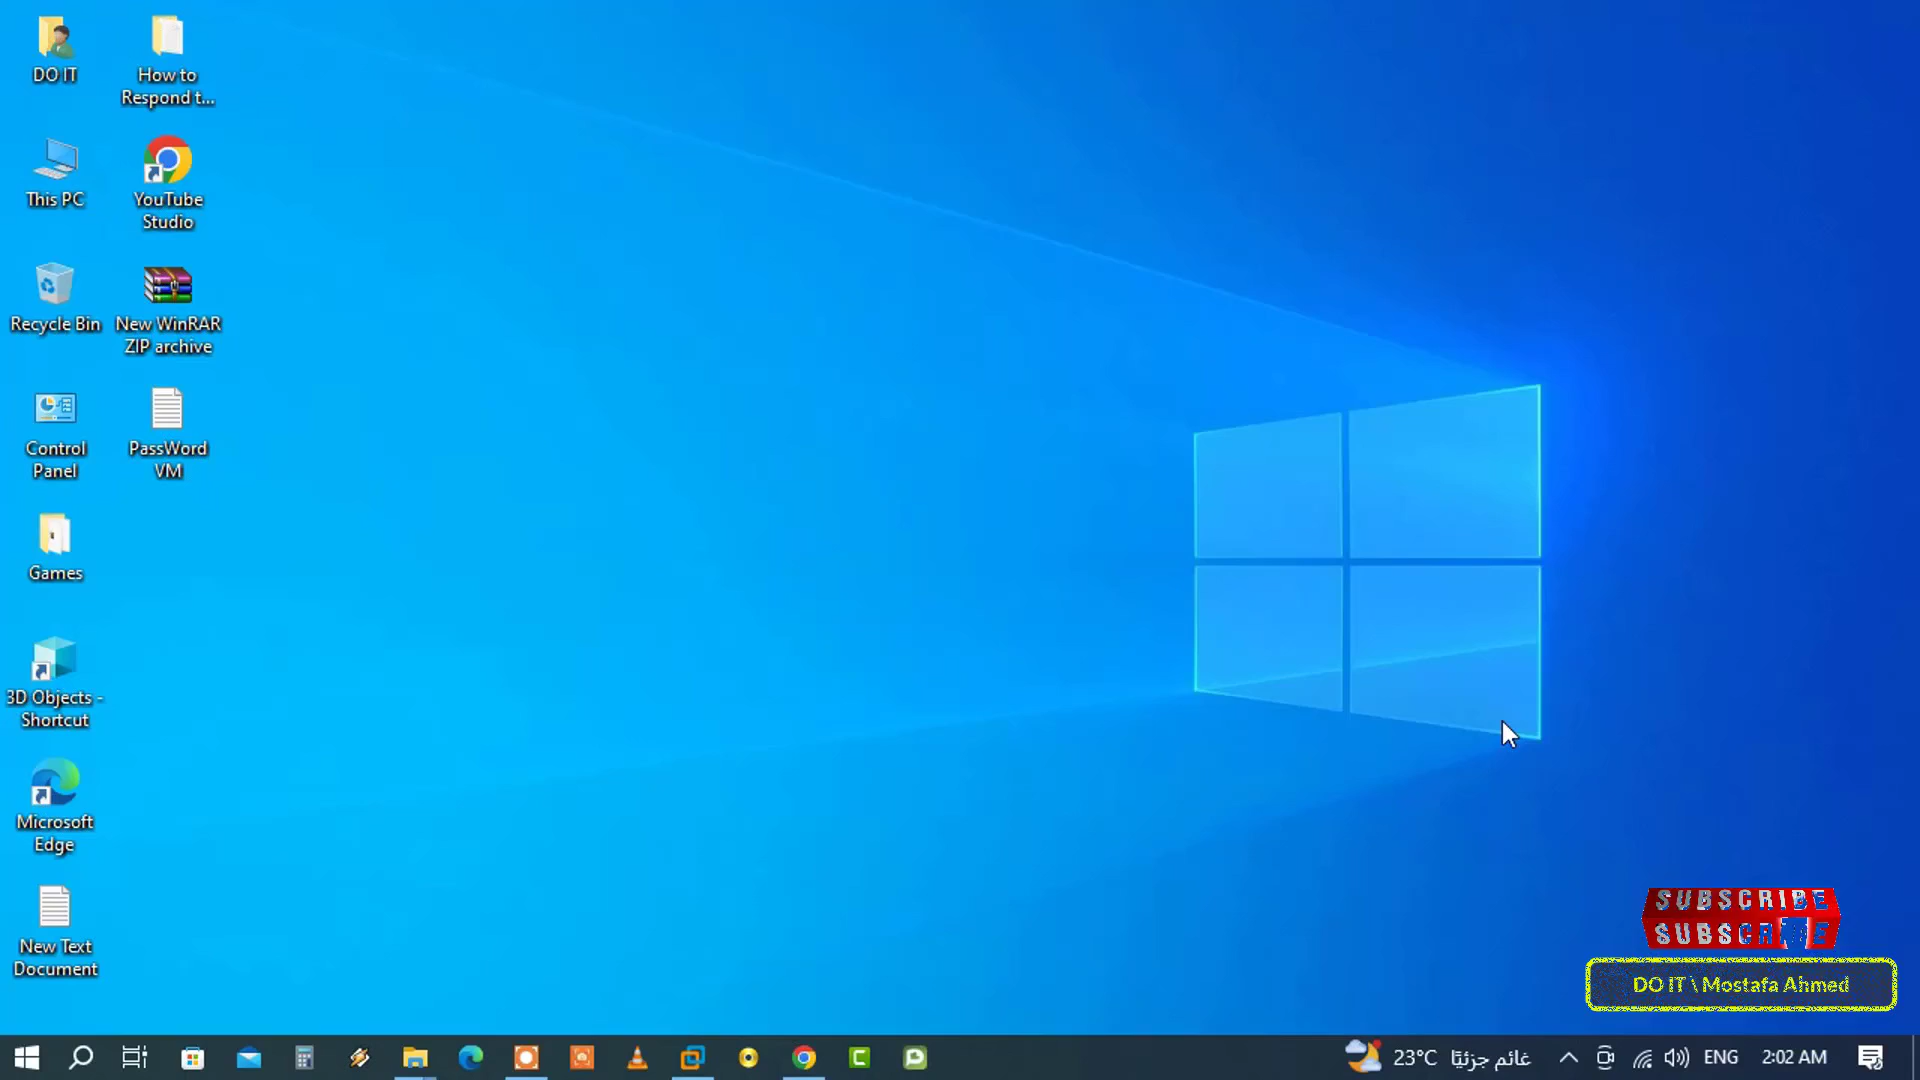 DO IT
How to
Respond t...
This PC
YouTube
Studio
Recycle Bin
New WinRAR
ZIP archive
Control
Panel
PassWord
VM
Games
3D Objects -
Shortcut
Microsoft
Edge
New Text
Document
SUBSCRIBE
SUBSCRIBE
DO IT \ Mostafa Ahmed
23°C غائم جزئيًا
ENG
2:02 AM